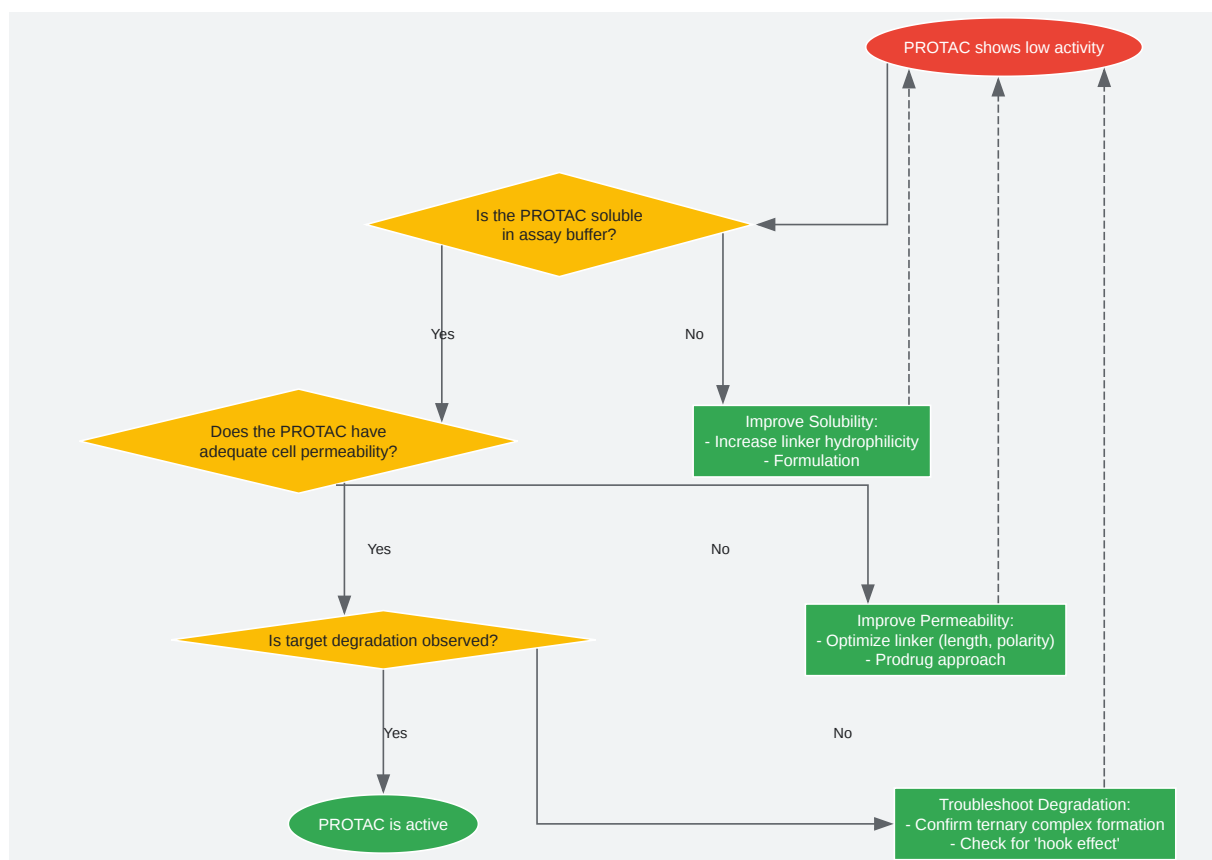 PROTAC shows low activity
Is the PROTAC soluble
in assay buffer?
Yes
No
Does the PROTAC have
adequate cell permeability?
Improve Solubility:
- Increase linker hydrophilicity
- Formulation
Yes
No
Is target degradation observed?
Improve Permeability:
- Optimize linker (length, polarity)
- Prodrug approach
Yes
No
PROTAC is active
Troubleshoot Degradation:
- Confirm ternary complex formation
- Check for 'hook effect'